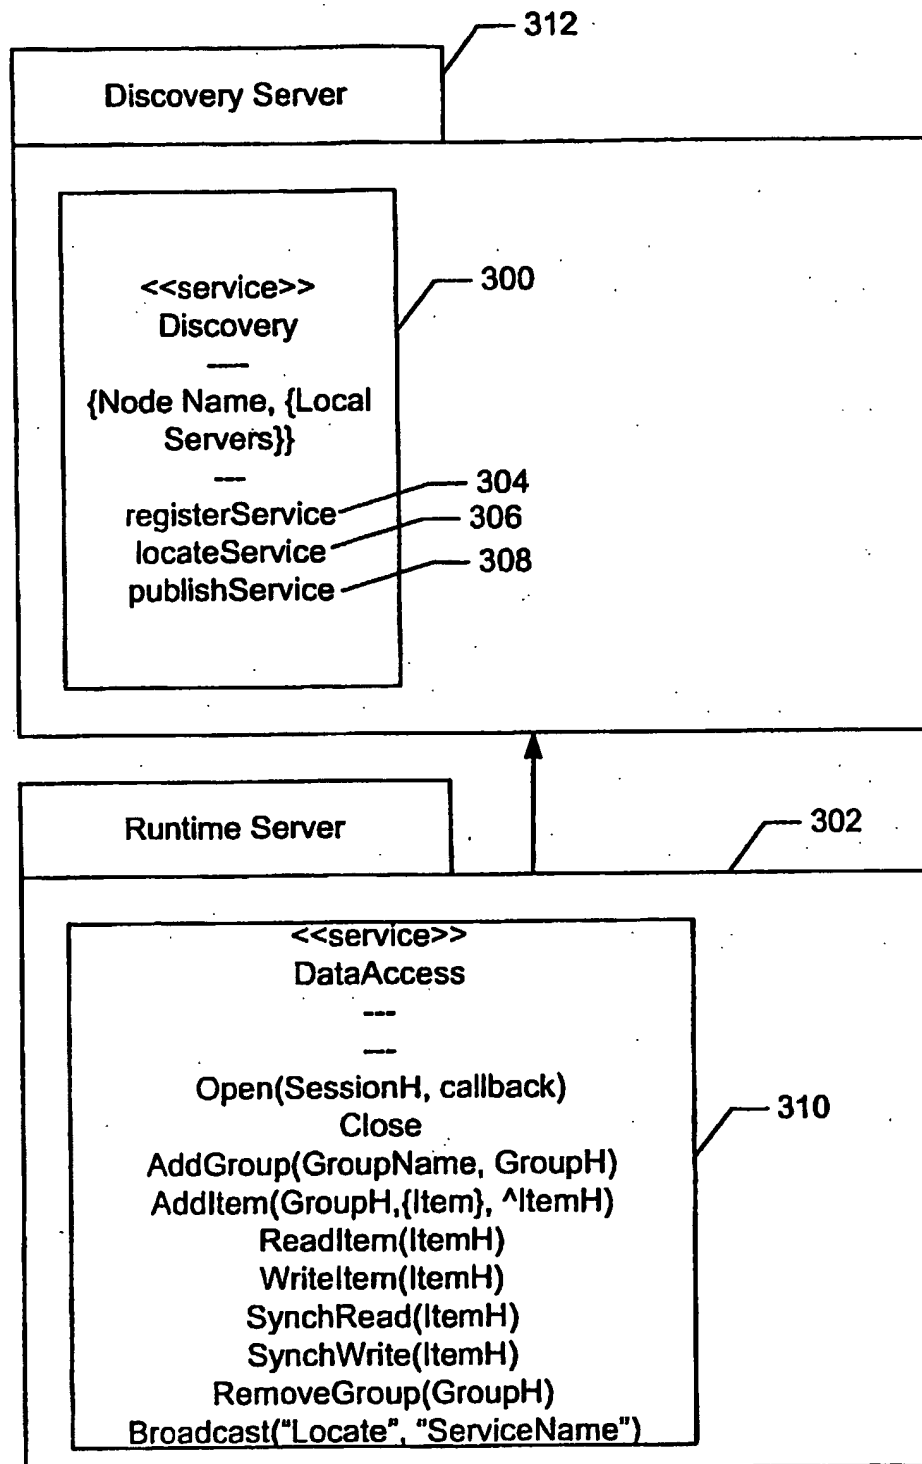 312
Discovery Server
<<service>>
300
Discovery
----
{Node Name, {Local
Servers}}
---
304
registerService
306
locateService
308
publishService
Runtime Server
302
<<service>>
DataAccess
---
---
Open(SessionH, callback)
310
Close
AddGroup(GroupName, GroupH)
AddItem(GroupH,{Item}, ^ItemH)
ReadItem(ItemH)
WriteItem(ItemH)
SynchRead(ItemH)
SynchWrite(ItemH)
RemoveGroup(GroupH)
Broadcast("Locate", "ServiceName")